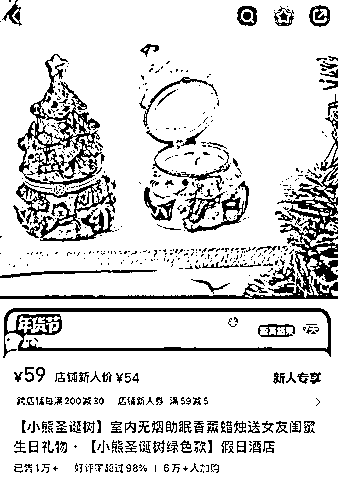 年货节
¥59 店铺新人价 ¥54 新人专享
跨店铺每满200减30 店铺新人券 满59减5
【小熊圣诞树】室内无烟助眠香薰蜡烛送女友闺蜜
生日礼物·【小熊圣诞树绿色款】假日酒店
已售1万+ 好评率超过98% 6万+人加购